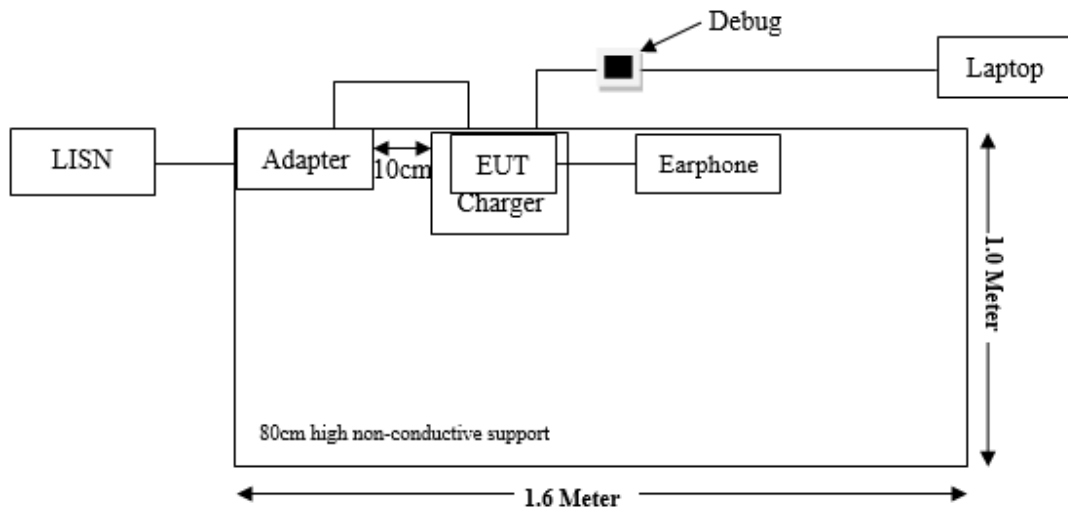 Debug
Laptop
LISN
Adapter
10cm
EUT
Charger
Earphone
1.0 Meter
80cm high non-conductive support
1.6 Meter